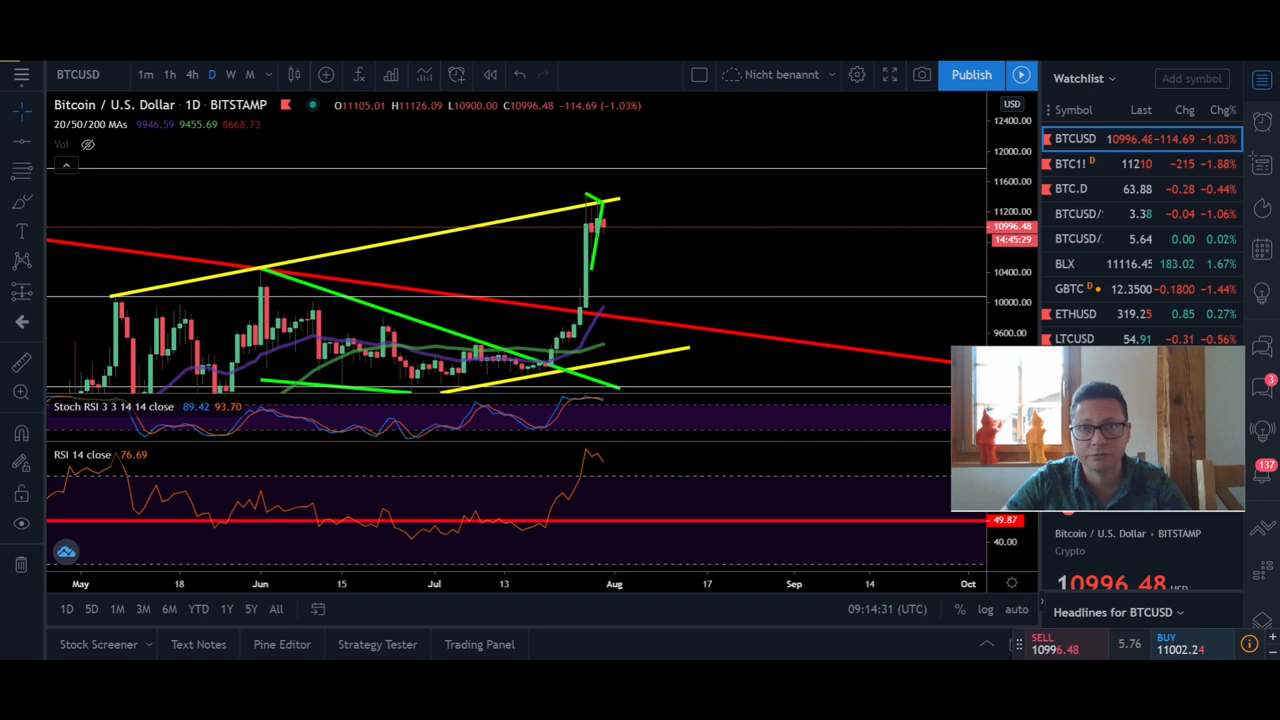 BTCUSD 1m 1h 4h D W M Nicht benannt Publish
Bitcoin / U.S. Dollar · 1D · BITSTAMP O11105.01 H11126.09 L10900.00 C10996.48 -114.69 (-1.03%)
20/50/200 MAs 9946.59 9455.69 8668.73
Vol
USD
12400.00
12000.00
11600.00
11200.00
10996.48
14:45:29
10400.00
10000.00
9600.00
Stoch RSI 3 3 14 14 close 89.42 93.70
RSI 14 close 76.69
49.87
40.00
May 18 Jun 15 Jul 13 Aug 17 Sep 14 Oct
1D 5D 1M 3M 6M YTD 1Y 5Y All
09:14:31 (UTC) % log auto
Stock Screener Text Notes Pine Editor Strategy Tester Trading Panel
Watchlist Add symbol
Symbol Last Chg Chg%
BTCUSD 10996.48 -114.69 -1.03%
BTC1! D 11210 -215 -1.88%
BTC.D 63.88 -0.28 -0.44%
BTCUSD/ 3.38 -0.04 -1.06%
BTCUSD/ 5.64 0.00 0.02%
BLX 11116.45 183.02 1.67%
GBTC D 12.3500 -0.1800 -1.44%
ETHUSD 319.25 0.85 0.27%
LTCUSD 54.91 -0.31 -0.56%
3
137
Bitcoin / U.S. Dollar • BITSTAMP
Crypto
10996.48 USD
Headlines for BTCUSD
SELL
10996.48
5.76
BUY
11002.24